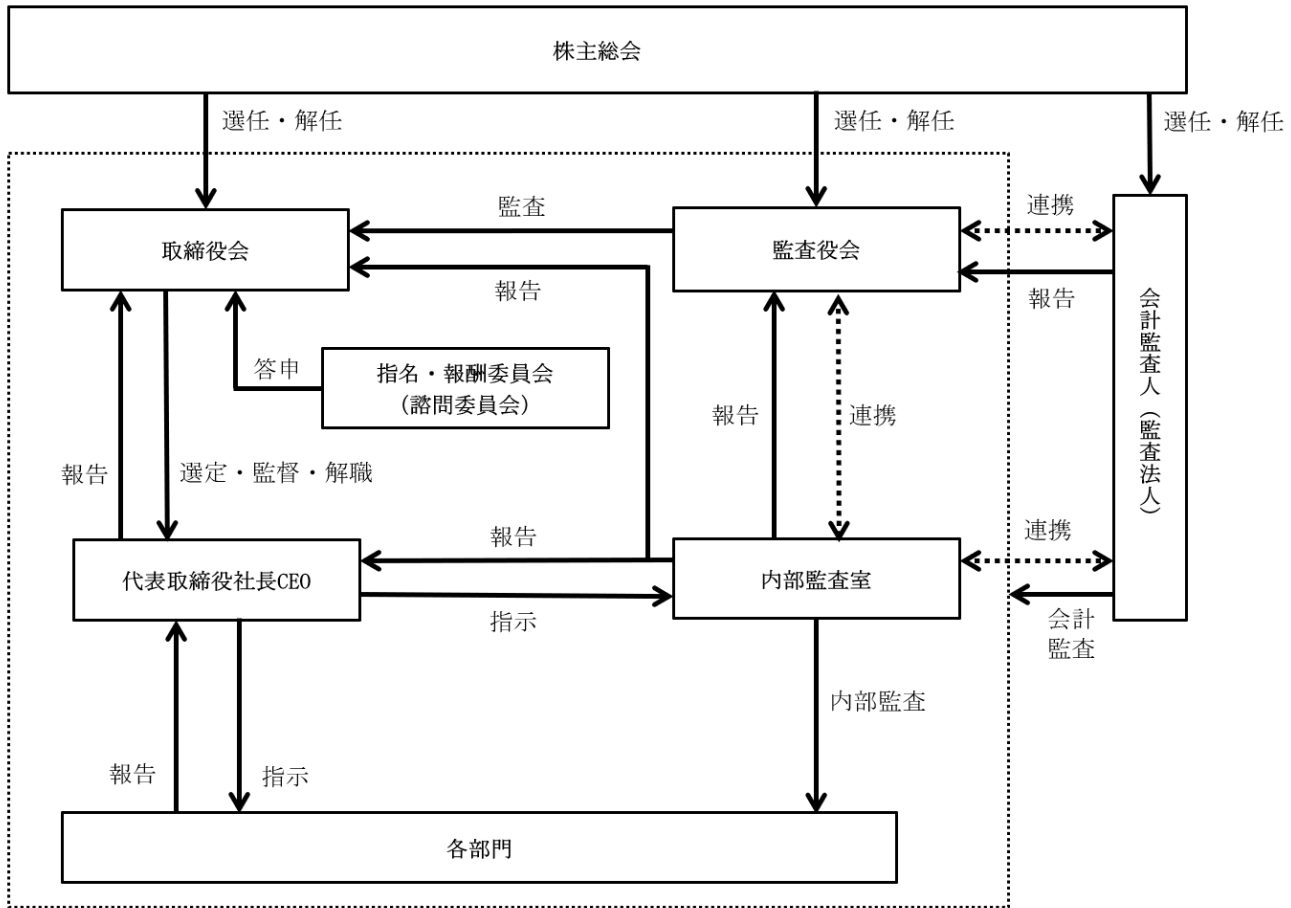 株主総会
選任・解任
選任・解任
選任・解任
監査
連携
取締役会
監査役会
報告
報告
会計監査人（監査法人）
答申
指名・報酬委員会
(諮問委員会)
報告
連携
報告
選定・監督・解職
報告
連携
代表取締役社長CEO
内部監査室
指示
会計
監査
内部監査
報告
指示
各部門